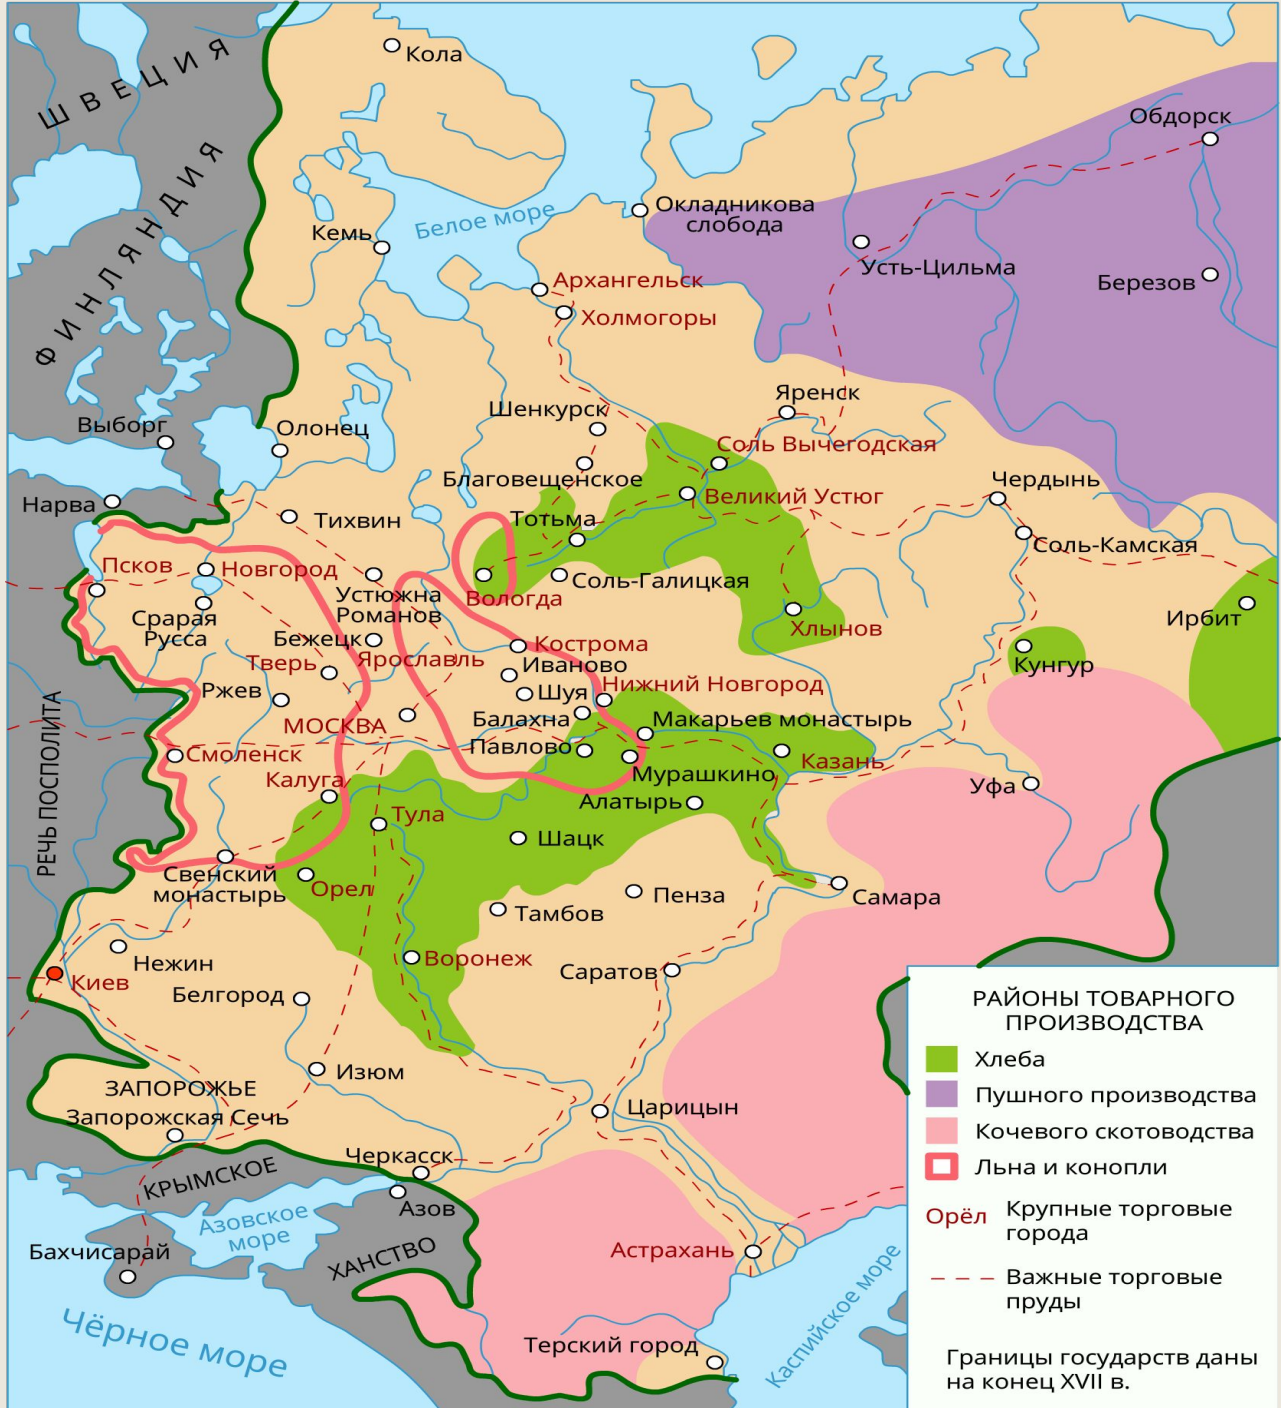 ШВЕЦИЯ
Кола
Обдорск
ФИНЛЯНДИЯ
Белое море
Окладникова
слобода
Кемь
Усть-Цильма
Березов
Архангельск
Холмогоры
Яренск
Шенкурск
Выборг
Олонец
Соль Вычегодская
Благовещенское
Чердынь
Нарва
Великий Устюг
Тихвин
Тотьма
Соль-Камская
Псков
Новгород
Устюжна
Романов
Вологда
Соль-Галицкая
Срарая
Русса
Бежецк
Хлынов
Ирбит
Кострома
Тверь
Ярославль
Иваново
Кунгур
Ржев
Шуя
Нижний Новгород
МОСКВА
Балахна
Макарьев монастырь
РЕЧЬ ПОСПОЛИТА
Смоленск
Павлово
Казань
Калуга
Мурашкино
Уфа
Тула
Алатырь
Шацк
Свенский
монастырь
Орел
Пенза
Самара
Тамбов
Нежин
Воронеж
Саратов
Киев
Белгород
Изюм
ЗАПОРОЖЬЕ
Запорожская Сечь
Царицын
Черкасск
КРЫМСКОЕ
Азов
Азовское
море
Бахчисарай
ХАНСТВО
Астрахань
Чёрное море
Терский город
Каспийское море
РАЙОНЫ ТОВАРНОГО
ПРОИЗВОДСТВА
Хлеба
Пушного производства
Кочевого скотоводства
Льна и конопли
Орёл Крупные торговые
города
Важные торговые
пруды
Границы государств даны
на конец XVII в.